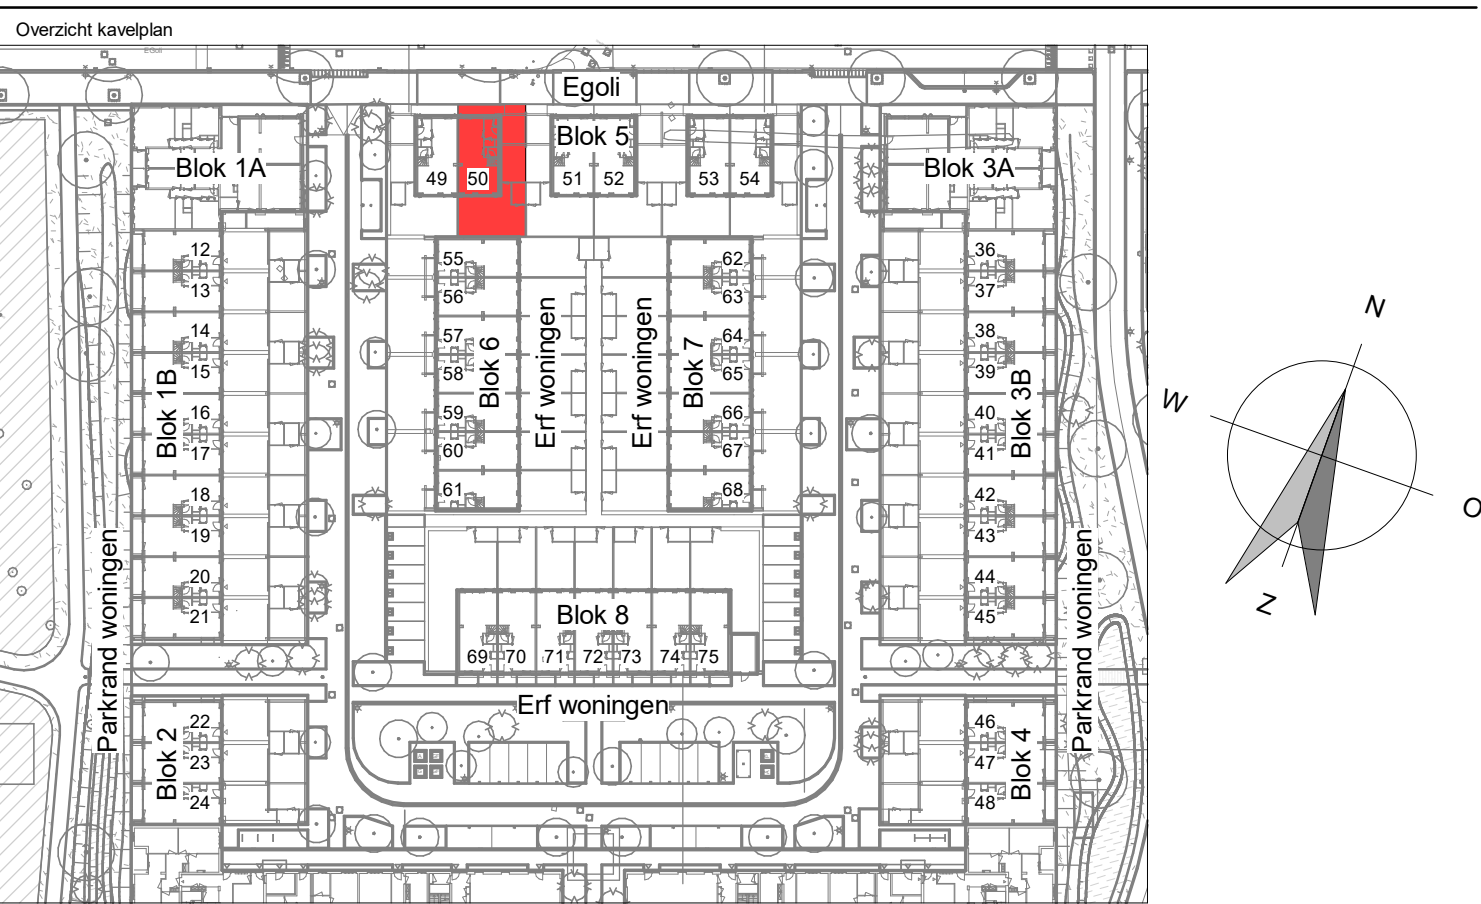 Overzicht kavelplan
EGoli
Egoli
Blok 1A
Blok 5
Blok 3A
49 50 51 52 53 54
12
13
14
15
16
17
18
19
20
21
Blok 1B
Parkrand woningen
22
23
24
Blok 2
55
56
57
58
59
60
61
Blok 6
Erf woningen
Erf woningen
Blok 7
62
63
64
65
66
67
68
Blok 8
69 70 71 72 73 74 75
Erf woningen
36
37
38
39
40
41
42
43
44
45
Blok 3B
Parkrand woningen
46
47
48
Blok 4
N
W
O
Z